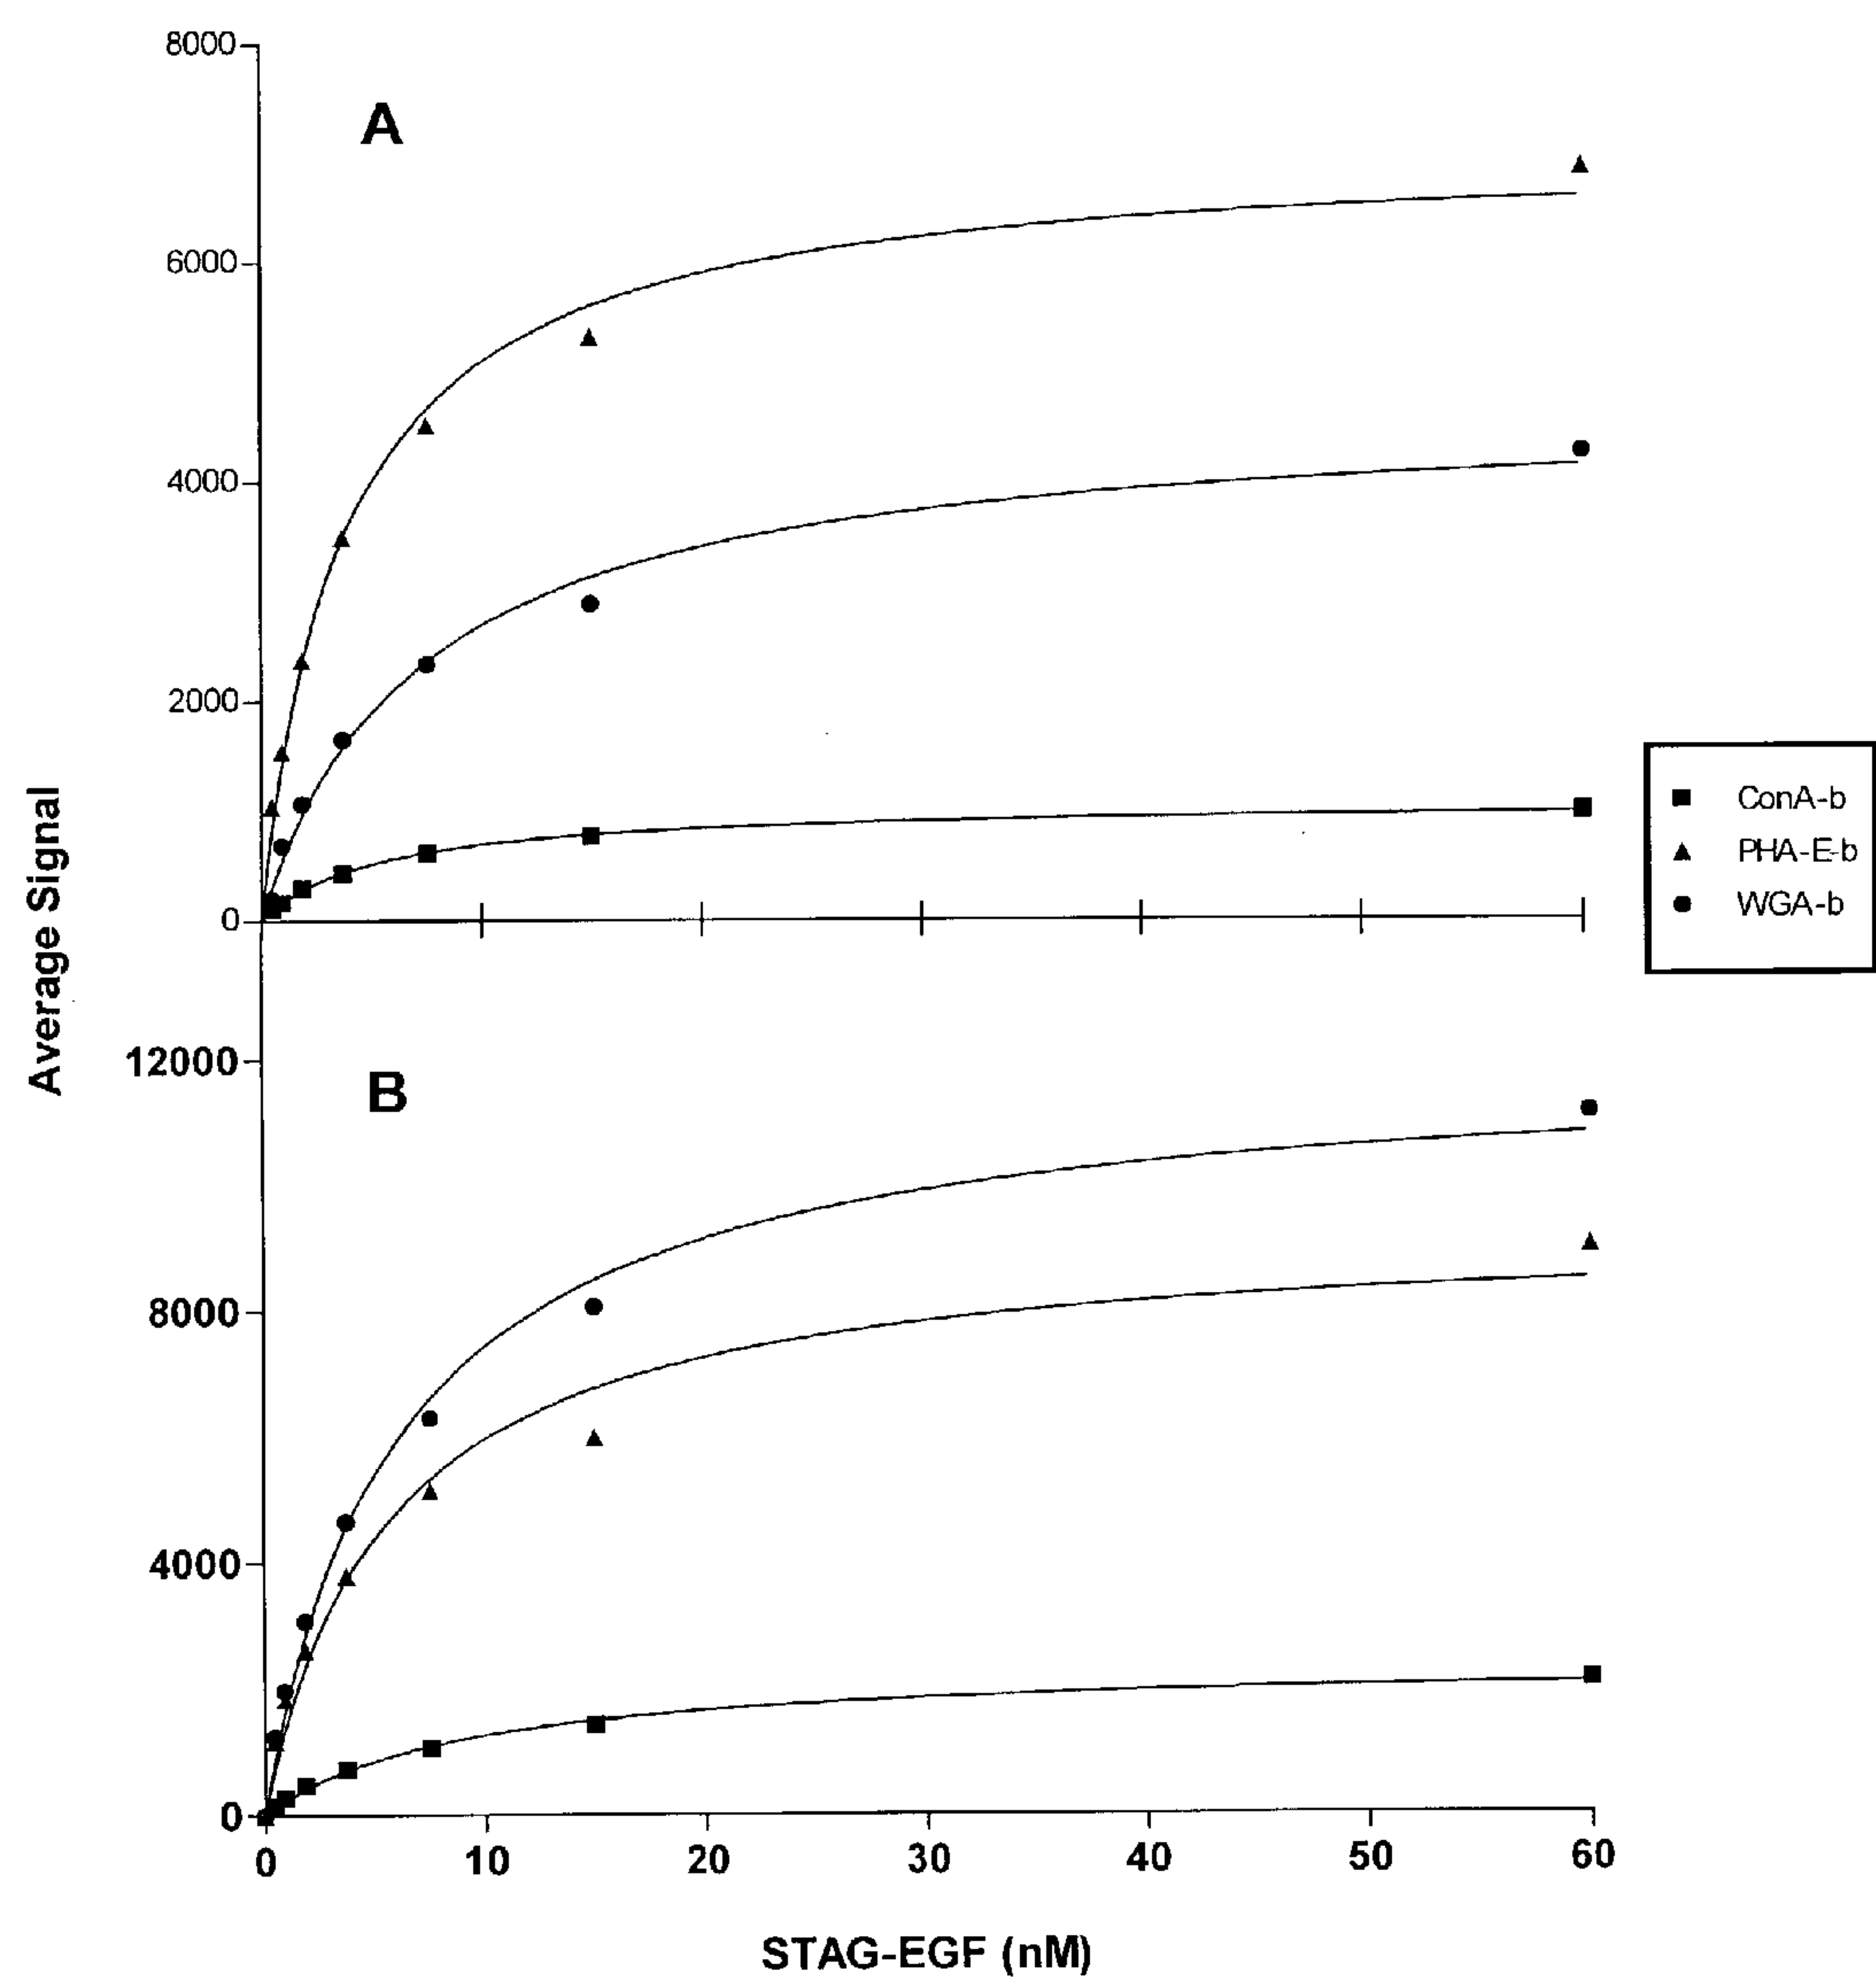 8000
A
6000
4000
2000
0
ConA-b
PHA-E-b
WGA-b
Average Signal
12000
B
8000
4000
0
0 10 20 30 40 50 60
STAG-EGF (nM)